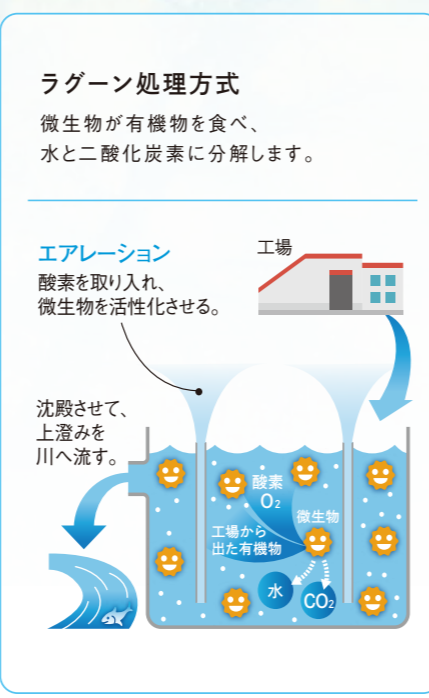 ラグーン処理方式
微生物が有機物を食べ、
水と二酸化炭素に分解します。
エアレーション
酸素を取り入れ、
微生物を活性化させる。
工場
沈殿させて、
上澄みを
川へ流す。
酸素
O₂
微生物
工場から
出た有機物
水
CO₂